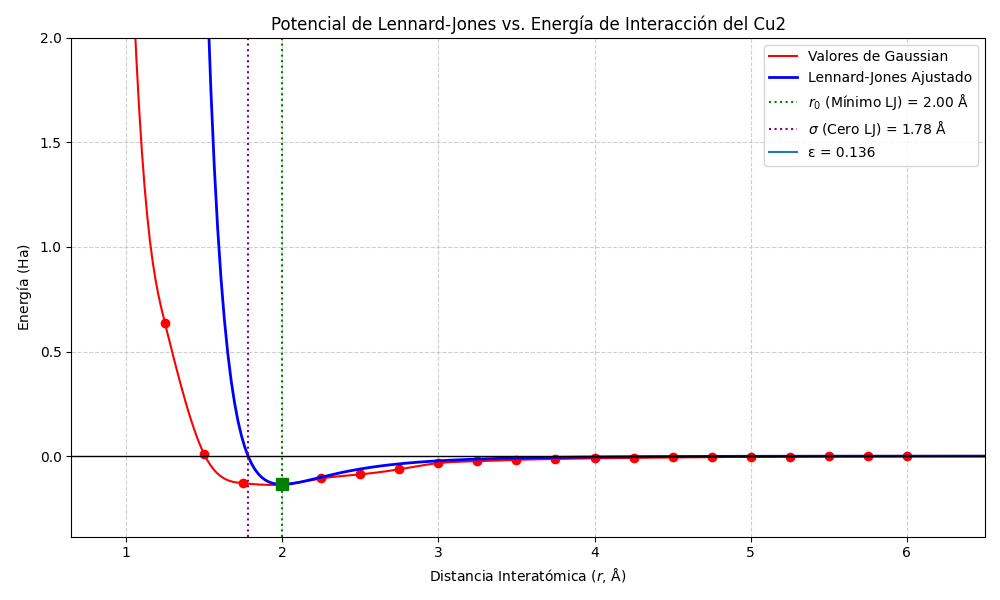 Potencial de Lennard-Jones vs. Energía de Interacción del Cu2
Valores de Gaussian
Lennard-Jones Ajustado
r₀ (Mínimo LJ) = 2.00 Å
σ (Cero LJ) = 1.78 Å
ε = 0.136
Energía (Ha)
2.0
1.5
1.0
0.5
0.0
1 2 3 4 5 6
Distancia Interatómica (r, Å)